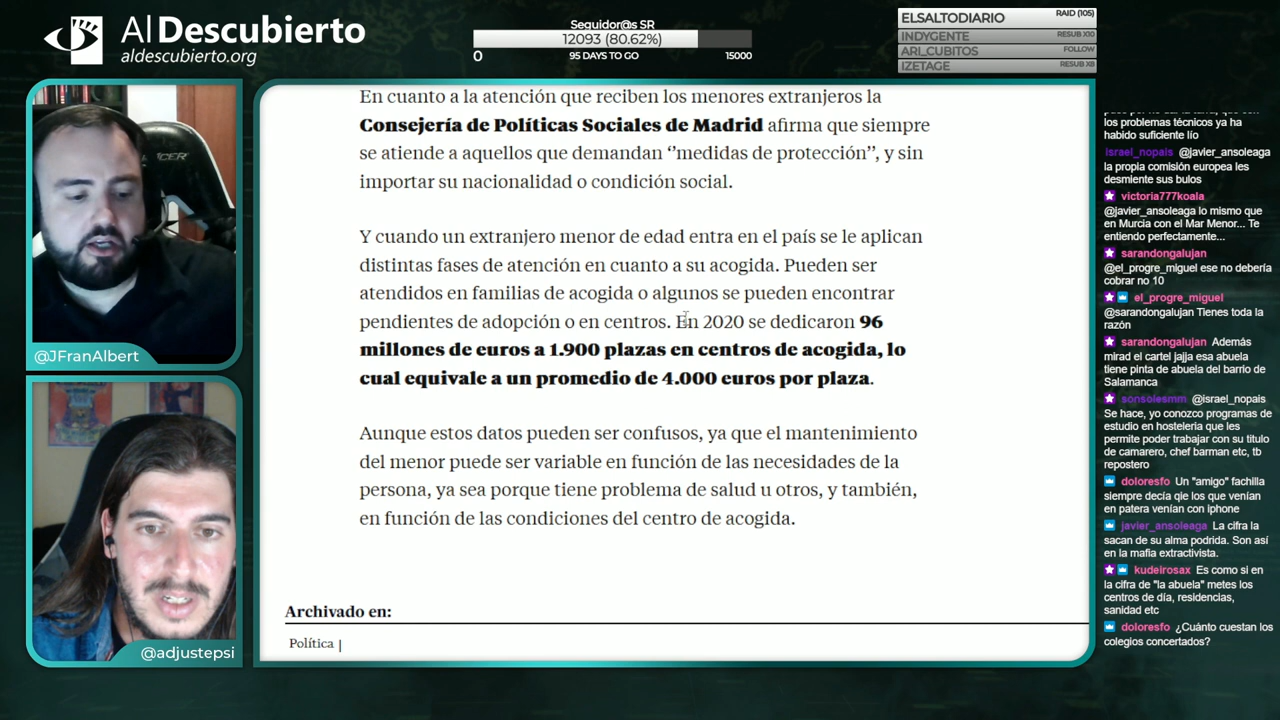 Al Descubierto
aldescubierto.org
Seguidor@s SR
12093 (80.62%)
0
95 DAYS TO GO
15000
ELSALTODIARIO RAID (105)
INDYGENTE RESUB X10
ARI_CUBITOS FOLLOW
IZETAGE RESUB X8
@JFranAlbert
@adjustepsi
En cuanto a la atención que reciben los menores extranjeros la
Consejería de Políticas Sociales de Madrid afirma que siempre
se atiende a aquellos que demandan ‘’medidas de protección’’, y sin
importar su nacionalidad o condición social.
Y cuando un extranjero menor de edad entra en el país se le aplican
distintas fases de atención en cuanto a su acogida. Pueden ser
atendidos en familias de acogida o algunos se pueden encontrar
pendientes de adopción o en centros. En 2020 se dedicaron 96
millones de euros a 1.900 plazas en centros de acogida, lo
cual equivale a un promedio de 4.000 euros por plaza.
Aunque estos datos pueden ser confusos, ya que el mantenimiento
del menor puede ser variable en función de las necesidades de la
persona, ya sea porque tiene problema de salud u otros, y también,
en función de las condiciones del centro de acogida.
Archivado en:
Política |
los problemas técnicos ya ha
habido suficiente lío
israel_nopais @javier_ansoleaga
la propia comisión europea les
desmiente sus bulos
victoria777koala
@javier_ansoleaga lo mismo que
en Murcia con el Mar Menor... Te
entiendo perfectamente...
sarandongalujan
@el_progre_miguel ese no debería
cobrar no 10
el_progre_miguel
@sarandongalujan Tienes toda la
razón
sarandongalujan Además
mirad el cartel jajja esa abuela
tiene pinta de abuela del barrio de
Salamanca
sonsolesmm @israel_nopais
Se hace, yo conozco programas de
estudio en hosteleria que les
permite poder trabajar con su titulo
de camarero, chef barman etc, tb
repostero
doloresfo Un "amigo" fachilla
siempre decía qie los que venían
en patera venían con iphone
javier_ansoleaga La cifra la
sacan de su alma podrida. Son así
en la mafia extractivista.
kudeirosax Es como si en
la cifra de "la abuela" metes los
centros de día, residencias,
sanidad etc
doloresfo ¿Cuánto cuestan los
colegios concertados?